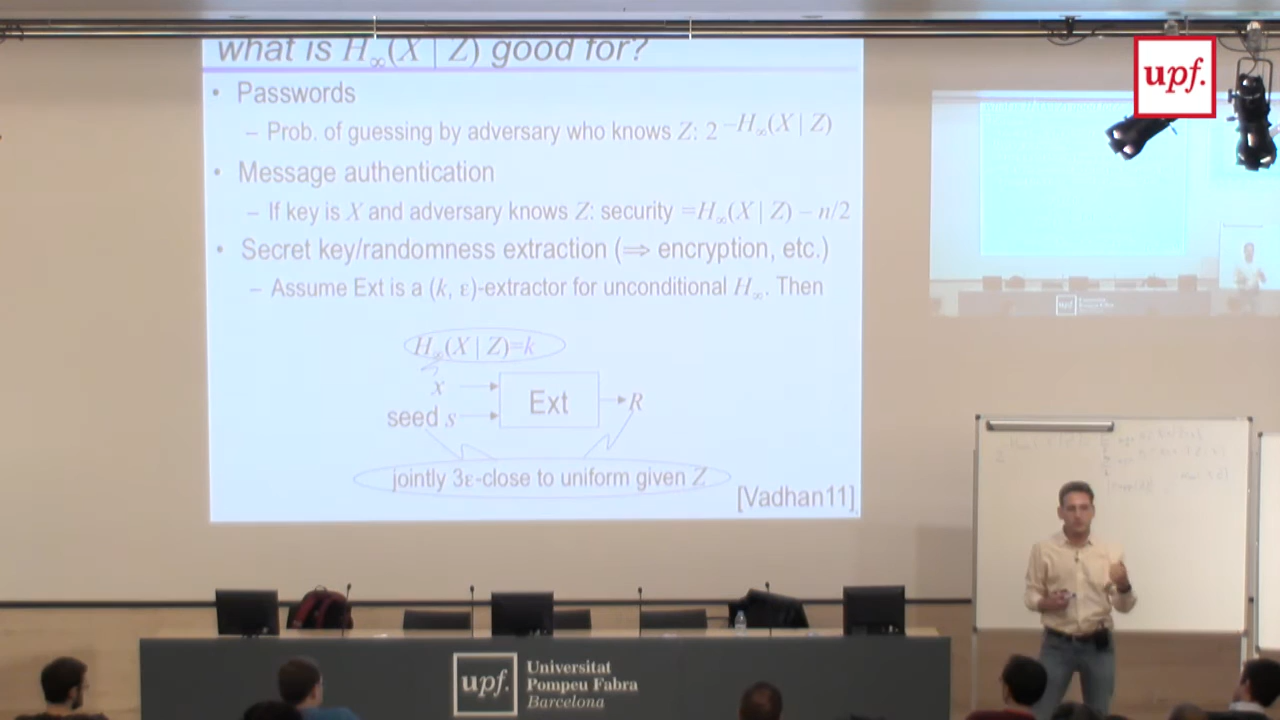 what is H∞(X | Z) good for?
• Passwords
– Prob. of guessing by adversary who knows Z: 2 −H∞(X | Z)
• Message authentication
– If key is X and adversary knows Z: security =H∞(X | Z) – n/2
• Secret key/randomness extraction (⇒ encryption, etc.)
– Assume Ext is a (k, ε)-extractor for unconditional H∞. Then
H∞(X | Z)=k
x
seed s
Ext
R
jointly 3ε-close to uniform given Z
[Vadhan11]
upf.
upf.
Universitat
Pompeu Fabra
Barcelona